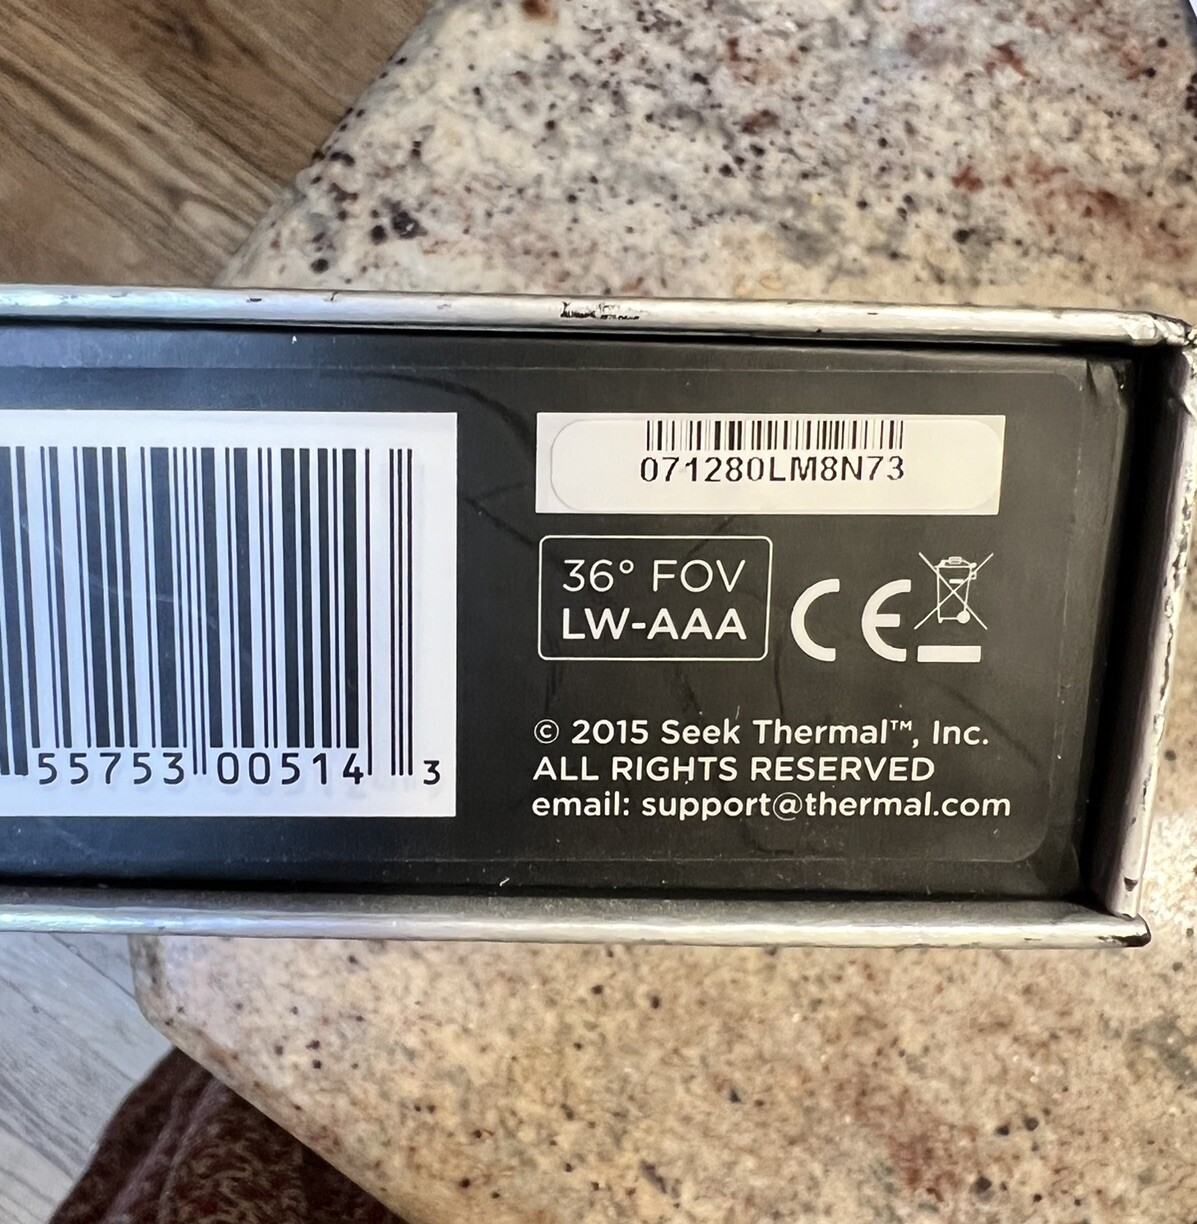 071280LM8N73
36° FOV
LW-AAA
CE
© 2015 Seek Thermal™, Inc.
ALL RIGHTS RESERVED
email: support@thermal.com
55753 00514 3